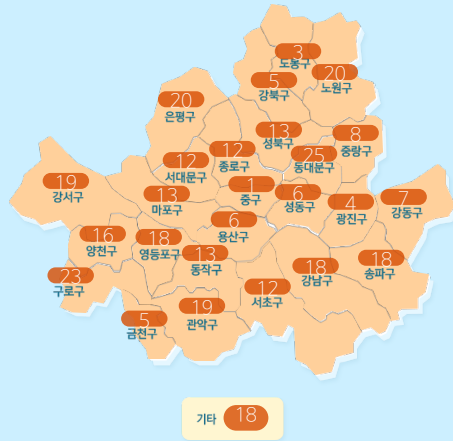 3
도봉구
20
노원구
5
강북구
20
은평구
13
성북구
8
중랑구
12
종로구
25
동대문구
12
서대문구
19
강서구
1
중구
13
마포구
6
성동구
4
광진구
7
강동구
6
용산구
16
양천구
18
영등포구
13
동작구
18
강남구
18
송파구
23
구로구
12
서초구
19
관악구
5
금천구
기타 18